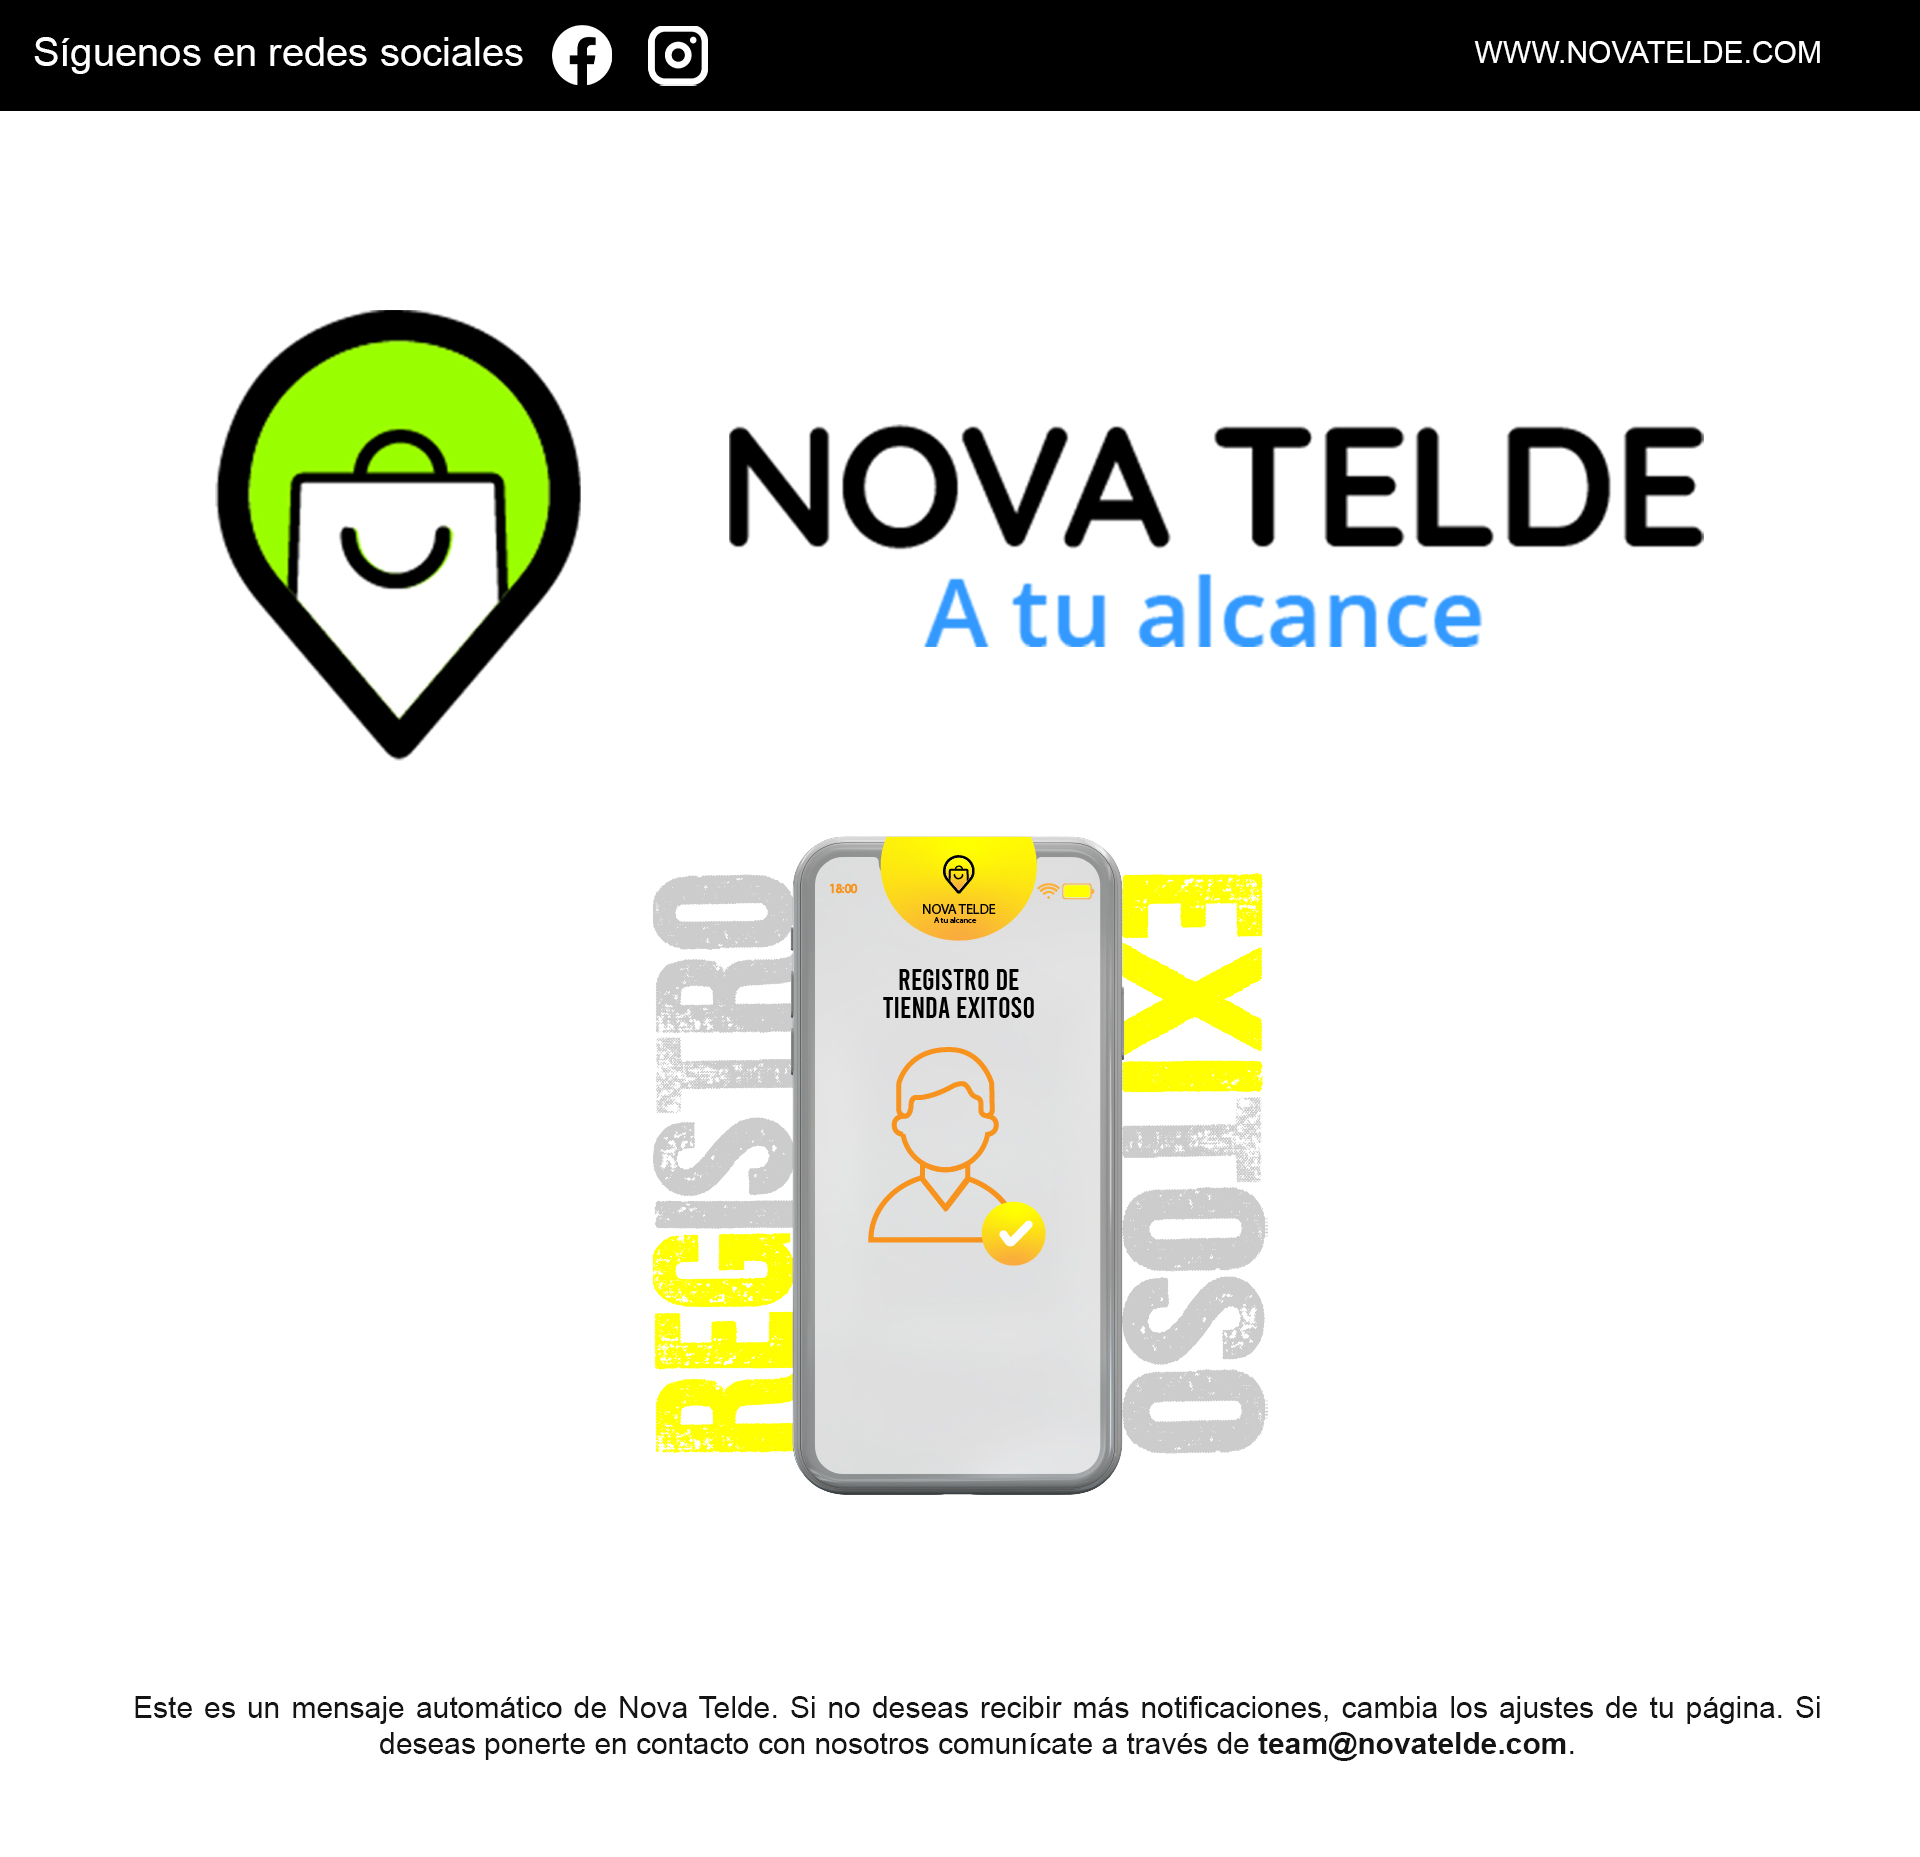 Síguenos en redes sociales
WWW.NOVATELDE.COM
NOVA TELDE
A tu alcance
REGISTRO
18:00
NOVA TELDE
A tu alcance
REGISTRO DE
TIENDA EXITOSO
EXITOSO
Este es un mensaje automático de Nova Telde. Si no deseas recibir más notificaciones, cambia los ajustes de tu página. Si
deseas ponerte en contacto con nosotros comunícate a través de team@novatelde.com.